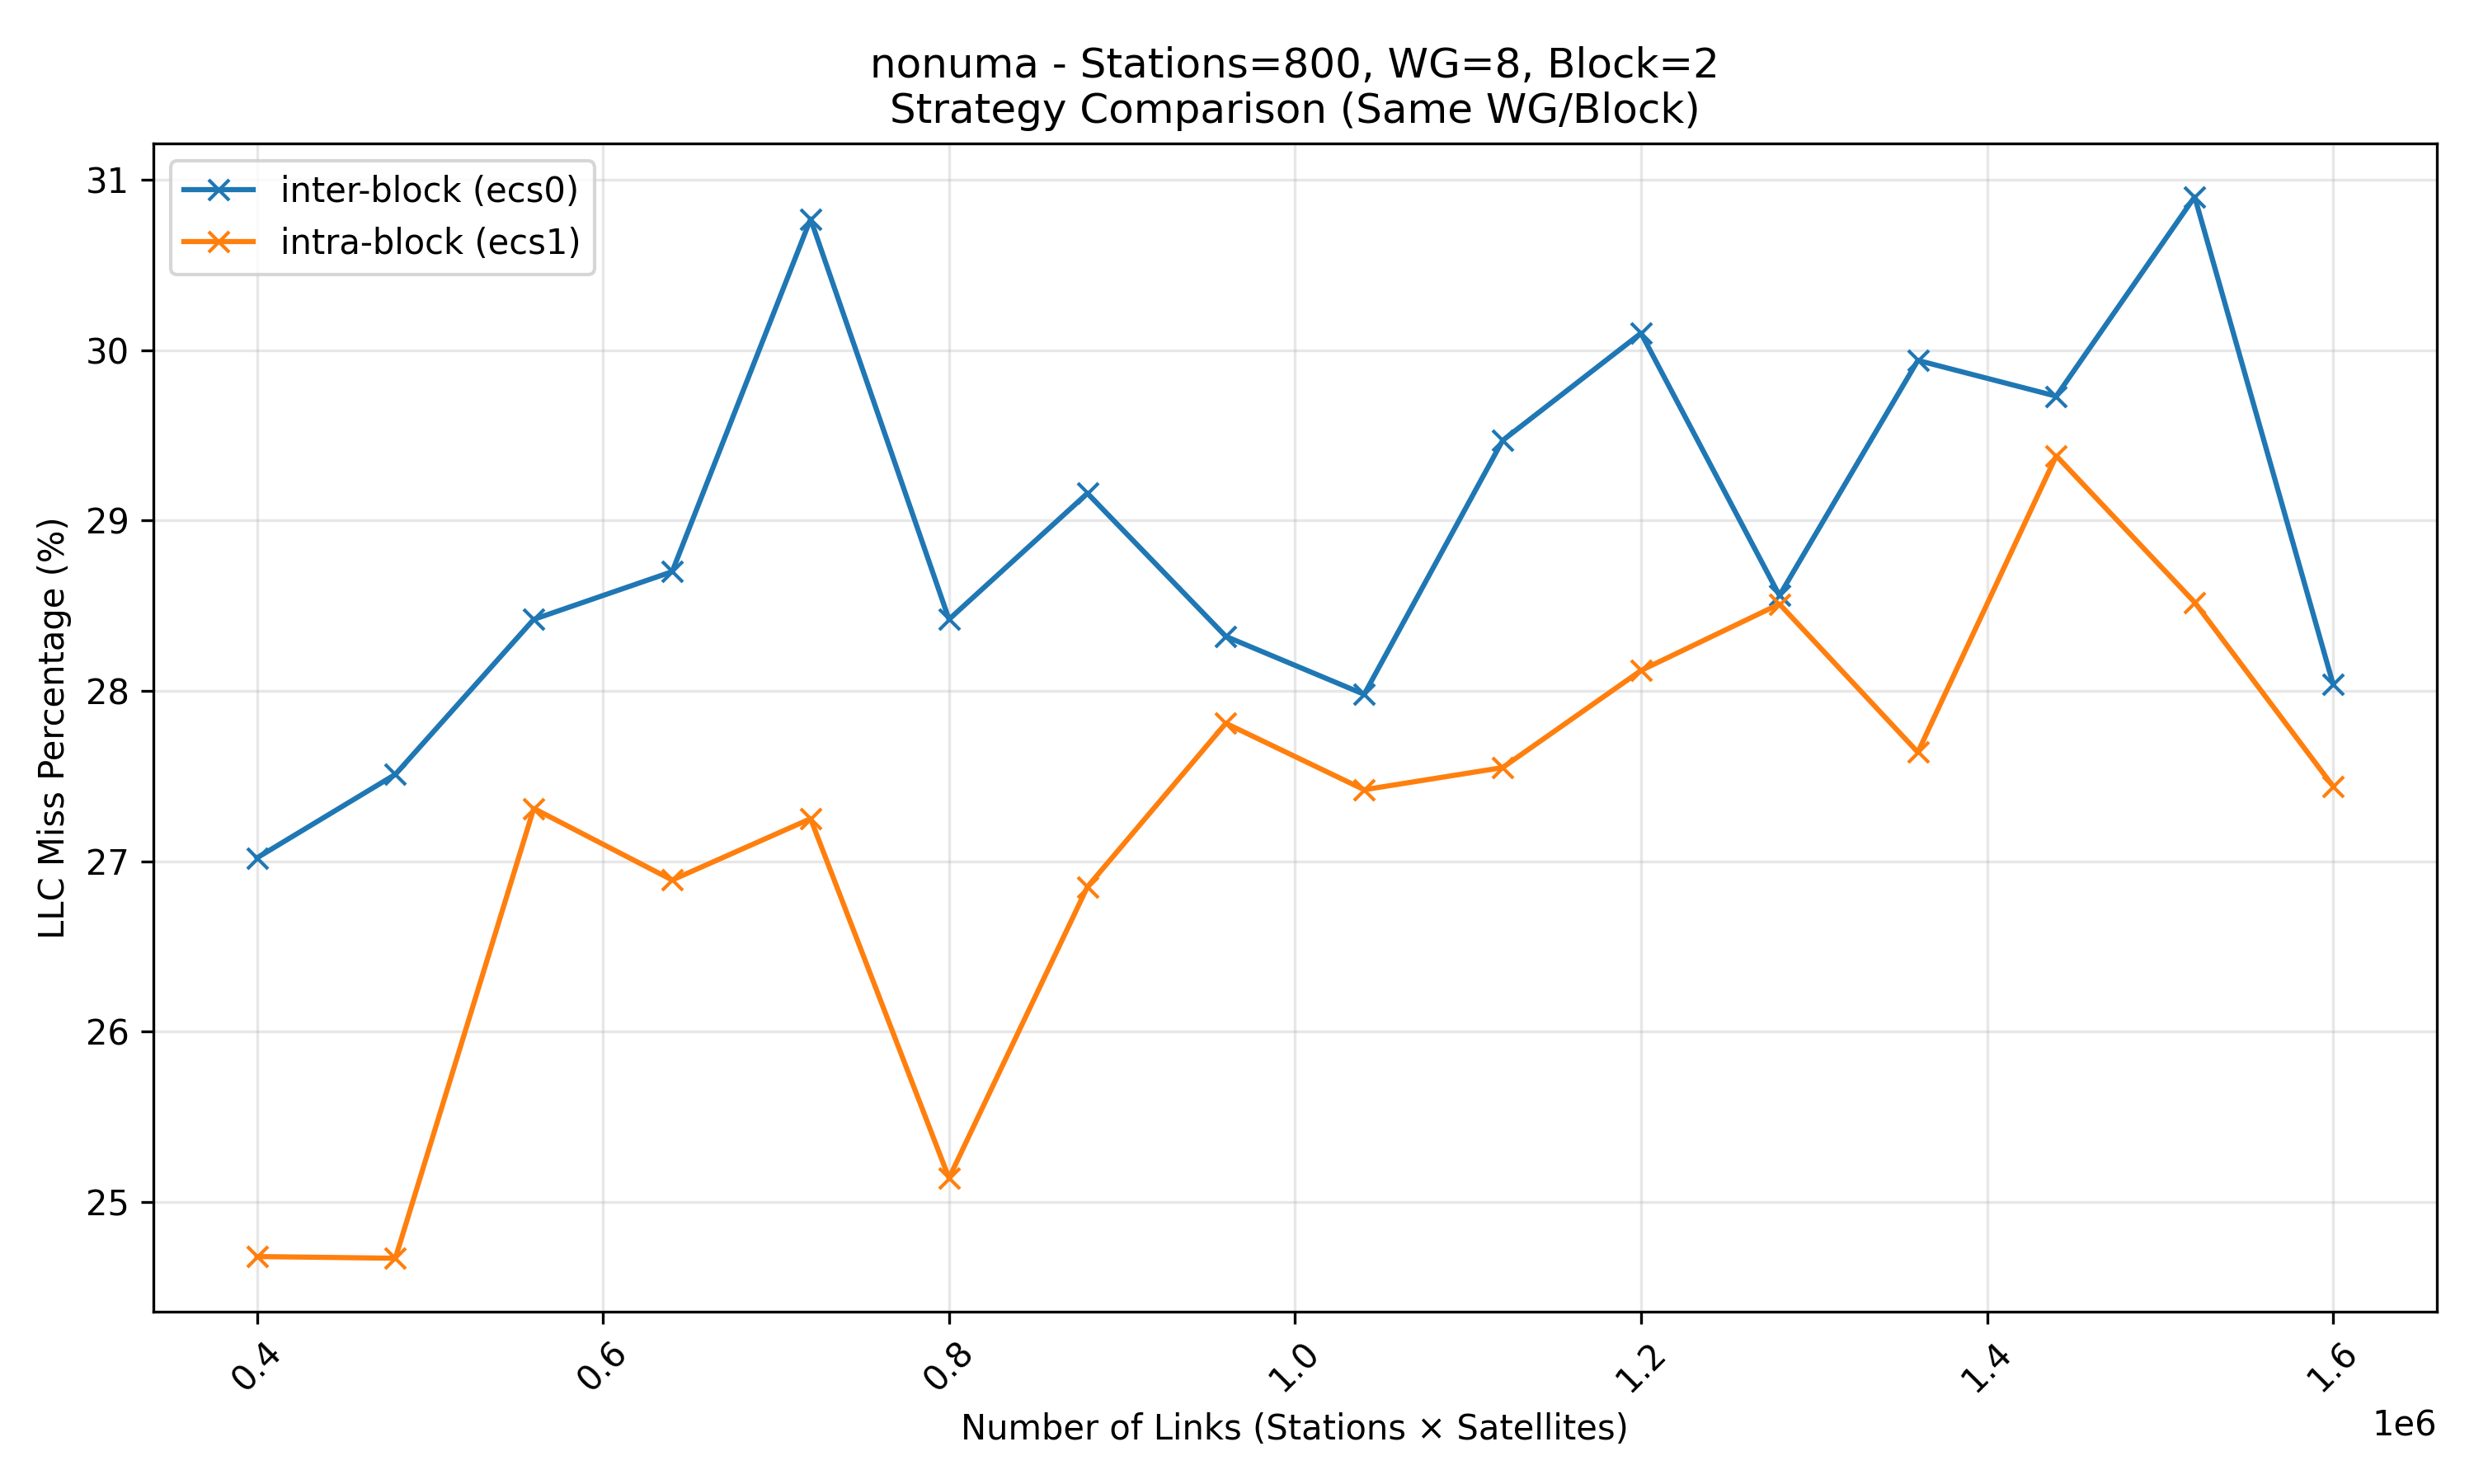 nonuma - Stations=800, WG=8, Block=2
Strategy Comparison (Same WG/Block)
inter-block (ecs0)
intra-block (ecs1)
LLC Miss Percentage (%)
31
30
29
28
27
26
25
0.4
0.6
0.8
1.0
1.2
1.4
1.6
1e6
Number of Links (Stations × Satellites)